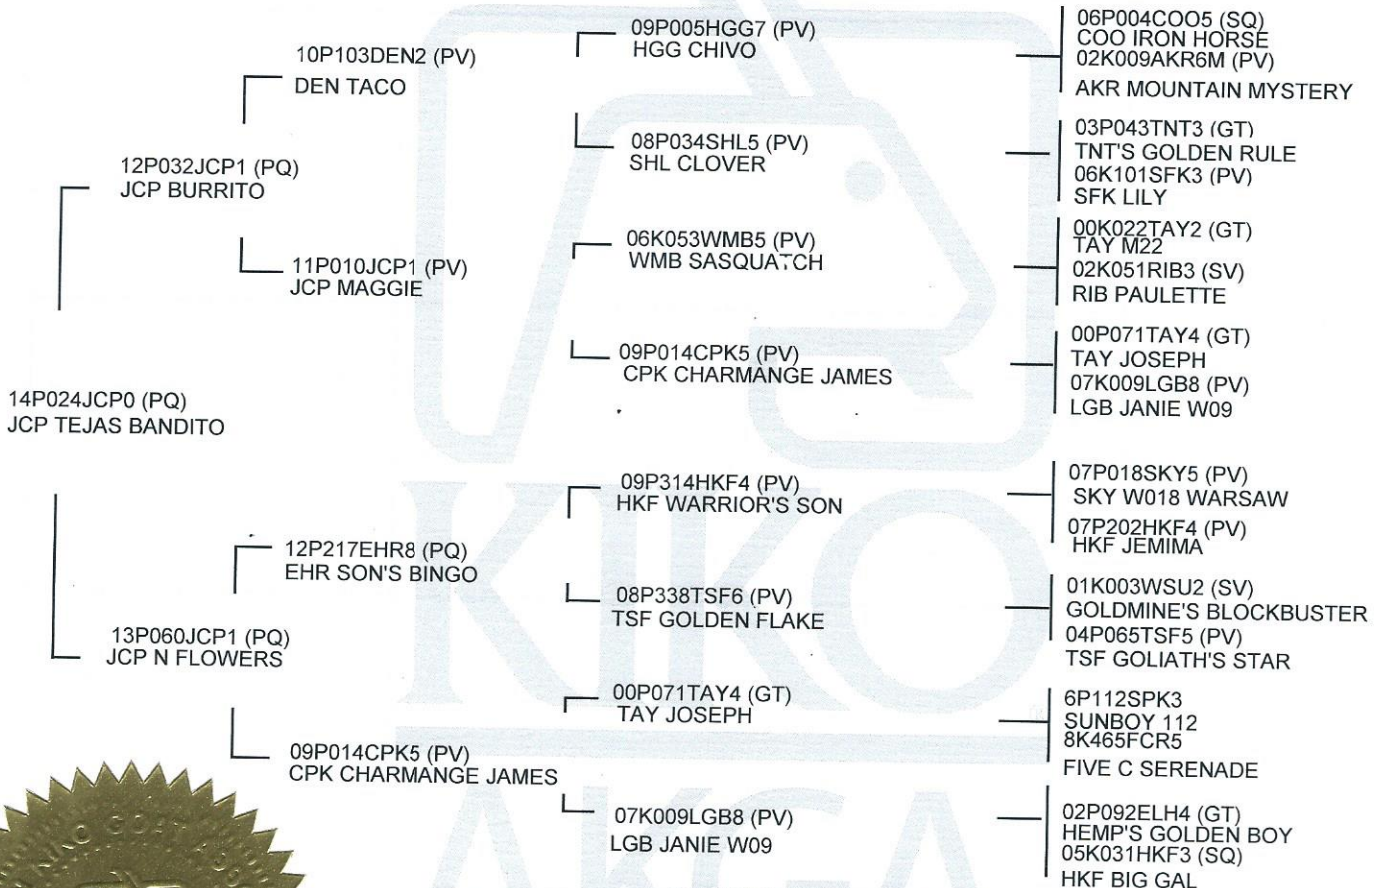 06P004COO5 (SQ)
COO IRON HORSE
02K009AKR6M (PV)
AKR MOUNTAIN MYSTERY
09P005HGG7 (PV)
HGG CHIVO
10P103DEN2 (PV)
DEN TACO
03P043TNT3 (GT)
TNT'S GOLDEN RULE
06K101SFK3 (PV)
SFK LILY
08P034SHL5 (PV)
SHL CLOVER
12P032JCP1 (PQ)
JCP BURRITO
00K022TAY2 (GT)
TAY M22
02K051RIB3 (SV)
RIB PAULETTE
06K053WMB5 (PV)
WMB SASQUATCH
11P010JCP1 (PV)
JCP MAGGIE
00P071TAY4 (GT)
TAY JOSEPH
07K009LGB8 (PV)
LGB JANIE W09
09P014CPK5 (PV)
CPK CHARMANGE JAMES
14P024JCP0 (PQ)
JCP TEJAS BANDITO
07P018SKY5 (PV)
SKY W018 WARSAW
07P202HKF4 (PV)
HKF JEMIMA
09P314HKF4 (PV)
HKF WARRIOR'S SON
12P217EHR8 (PQ)
EHR SON'S BINGO
01K003WSU2 (SV)
GOLDMINE'S BLOCKBUSTER
04P065TSF5 (PV)
TSF GOLIATH'S STAR
08P338TSF6 (PV)
TSF GOLDEN FLAKE
13P060JCP1 (PQ)
JCP N FLOWERS
6P112SPK3
SUNBOY 112
8K465FCR5
FIVE C SERENADE
00P071TAY4 (GT)
TAY JOSEPH
09P014CPK5 (PV)
CPK CHARMANGE JAMES
02P092ELH4 (GT)
HEMP'S GOLDEN BOY
05K031HKF3 (SQ)
HKF BIG GAL
07K009LGB8 (PV)
LGB JANIE W09
KIKO
AKGA
KIKO GOAT